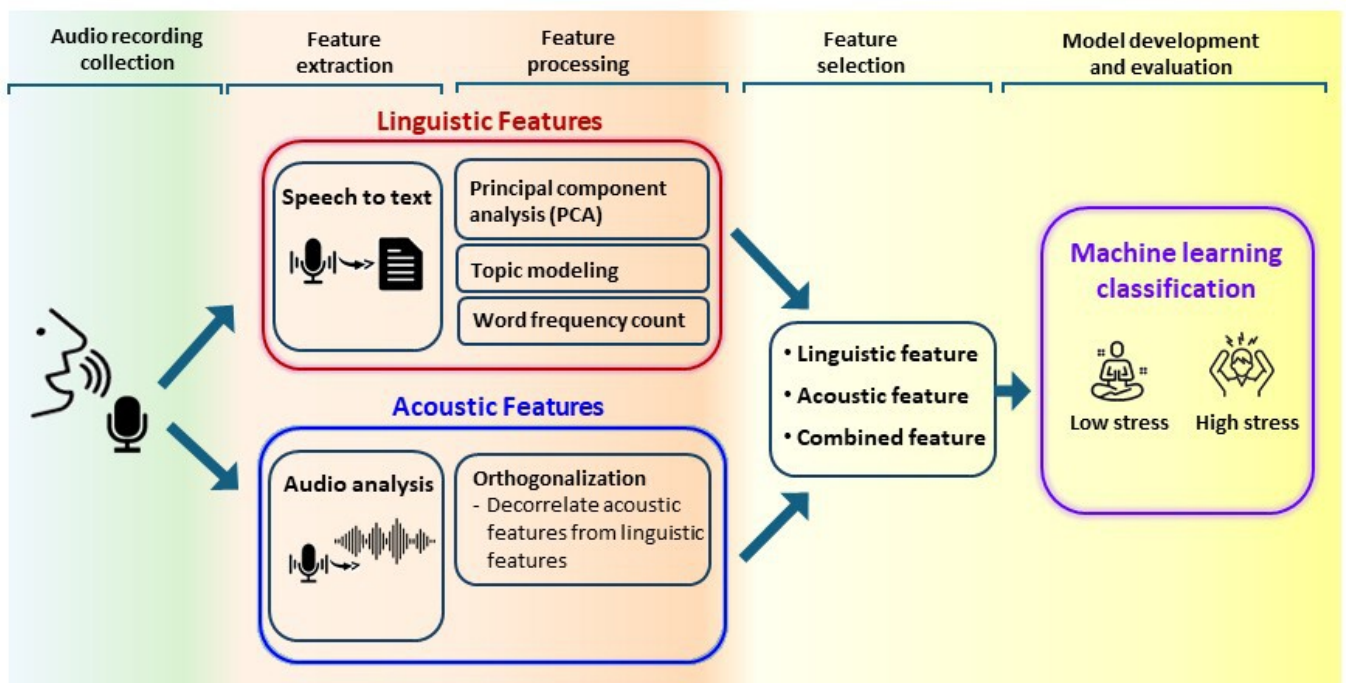 Audio recording
collection
Feature
extraction
Feature
processing
Feature
selection
Model development
and evaluation
Linguistic Features
Speech to text
Principal component
analysis (PCA)
Topic modeling
Word frequency count
Acoustic Features
Audio analysis
Orthogonalization
- Decorrelate acoustic
features from linguistic
features
• Linguistic feature
• Acoustic feature
• Combined feature
Machine learning
classification
Low stress
High stress